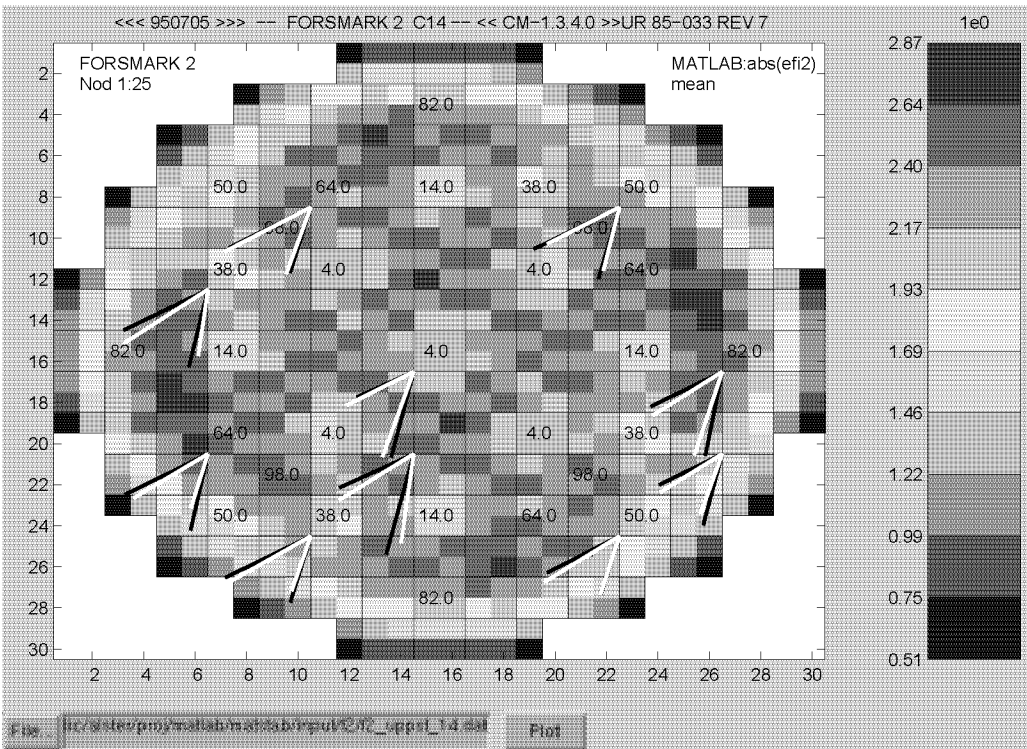 <<< 950705 >>> -- FORSMARK 2 C14 -- << CM-1.3.4.0 >>UR 85-033 REV 7
1e0
FORSMARK 2
Nod 1:25
MATLAB:abs(efi2)
mean
2
4
6
8
10
12
14
16
18
20
22
24
26
28
30
82.0
50.0 64.0 14.0 38.0 50.0
98.0 98.0
38.0 4.0 4.0 64.0
82.0 14.0 4.0 14.0 82.0
64.0 4.0 4.0 38.0
98.0 98.0
50.0 38.0 14.0 64.0 50.0
82.0
2 4 6 8 10 12 14 16 18 20 22 24 26 28 30
2.87
2.64
2.40
2.17
1.93
1.69
1.46
1.22
0.99
0.75
0.51
File...
Plot